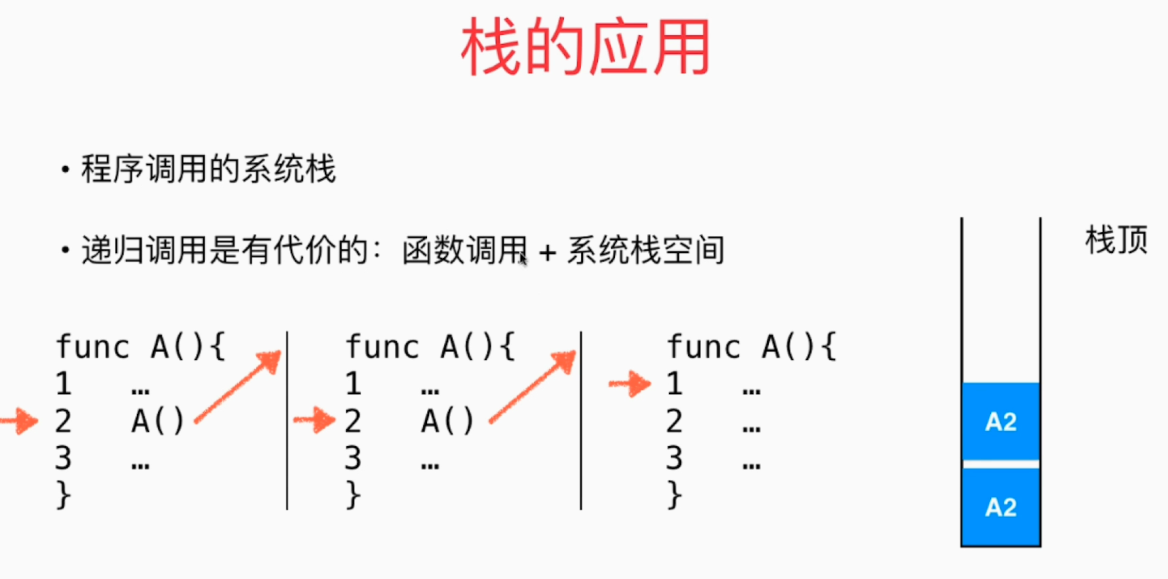 栈的应用
• 程序调用的系统栈
• 递归调用是有代价的：函数调用 + 系统栈空间
栈顶
func A(){
1 …
2 A()
3 …
}
func A(){
1 …
2 A()
3 …
}
func A(){
1 …
2 …
3 …
}
A2
A2